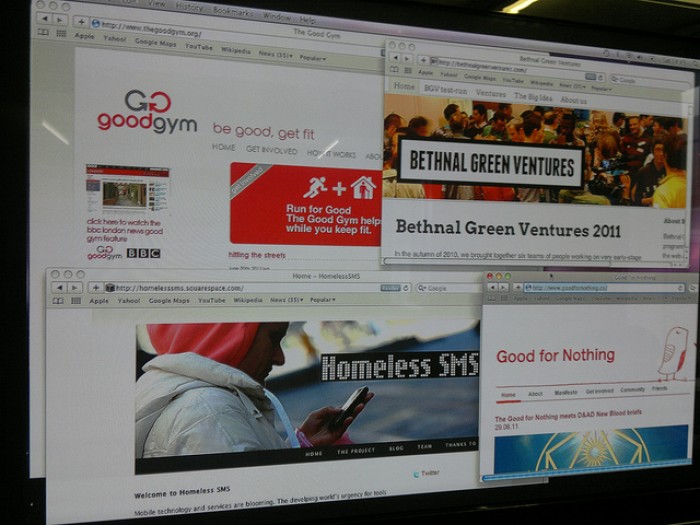 View History Bookmarks Window Help
The Good Gym
http://www.thegoodgym.org/
Apple Yahoo! Google Maps YouTube Wikipedia News (35) Popular
GG
goodgym be good, get fit
HOME GET INVOLVED HOW IT WORKS
click here to watch the
bbc london news good
gym feature
goodgym BBC
Run for Good
The Good Gym help
while you keep fit.
hitting the streets
Bethnal Green Ventures
http://bethnalgreenventures.com/
Google
Apple Yahoo! Google Maps YouTube Wikipedia News (35) Popular
Home BGV test-run Ventures The Big Idea About us
BETHNAL GREEN VENTURES
Bethnal Green Ventures 2011
In the autumn of 2010, we brought together six teams of people working on very early-stage
About B
Home – HomelessSMS
http://homelesssms.squarespace.com/
Google
Apple Yahoo! Google Maps YouTube Wikipedia News (35) Popular
Homeless SMS
HOME THE PROJECT BLOG TEAM THANKS TO
Twitter
Welcome to Homeless SMS
Mobile technology and services are blooming. The develping world's urgency for tools
Good for Nothing
Apple Yahoo! Google Maps YouTube Wikipedia
Good for Nothing
Home About Manifesto Get involved Community Friends
The Good for Nothing meets D&AD New Blood briefs
29.06.11